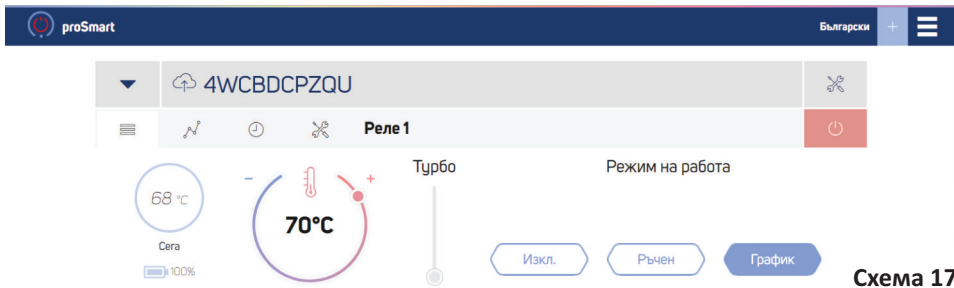 proSmart
Български +
4WCBDCPZQU
Реле 1
Турбо
Режим на работа
68 °C
- +
70°C
Сега
100%
Изкл.
Ръчен
График
Схема 17